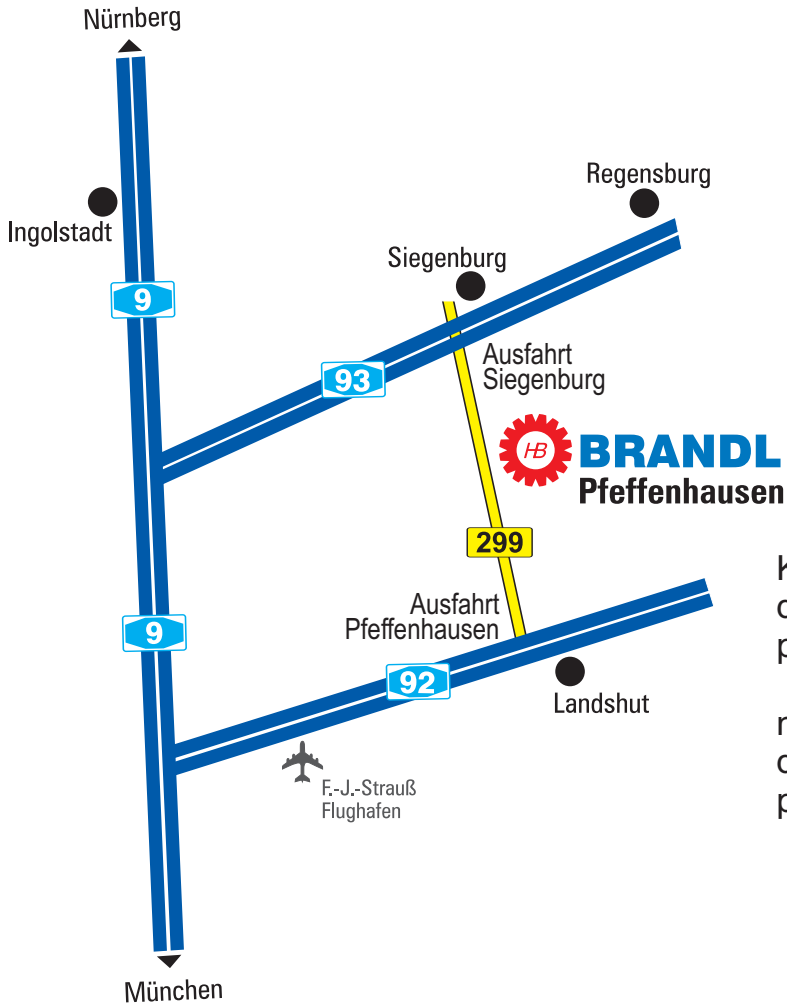 Nürnberg
Regensburg
Ingolstadt
Siegenburg
9
Ausfahrt
Siegenburg
93
HB
BRANDL
Pfeffenhausen
299
Ausfahrt
Pfeffenhausen
9
92
Landshut
F.-J.-Strauß
Flughafen
München